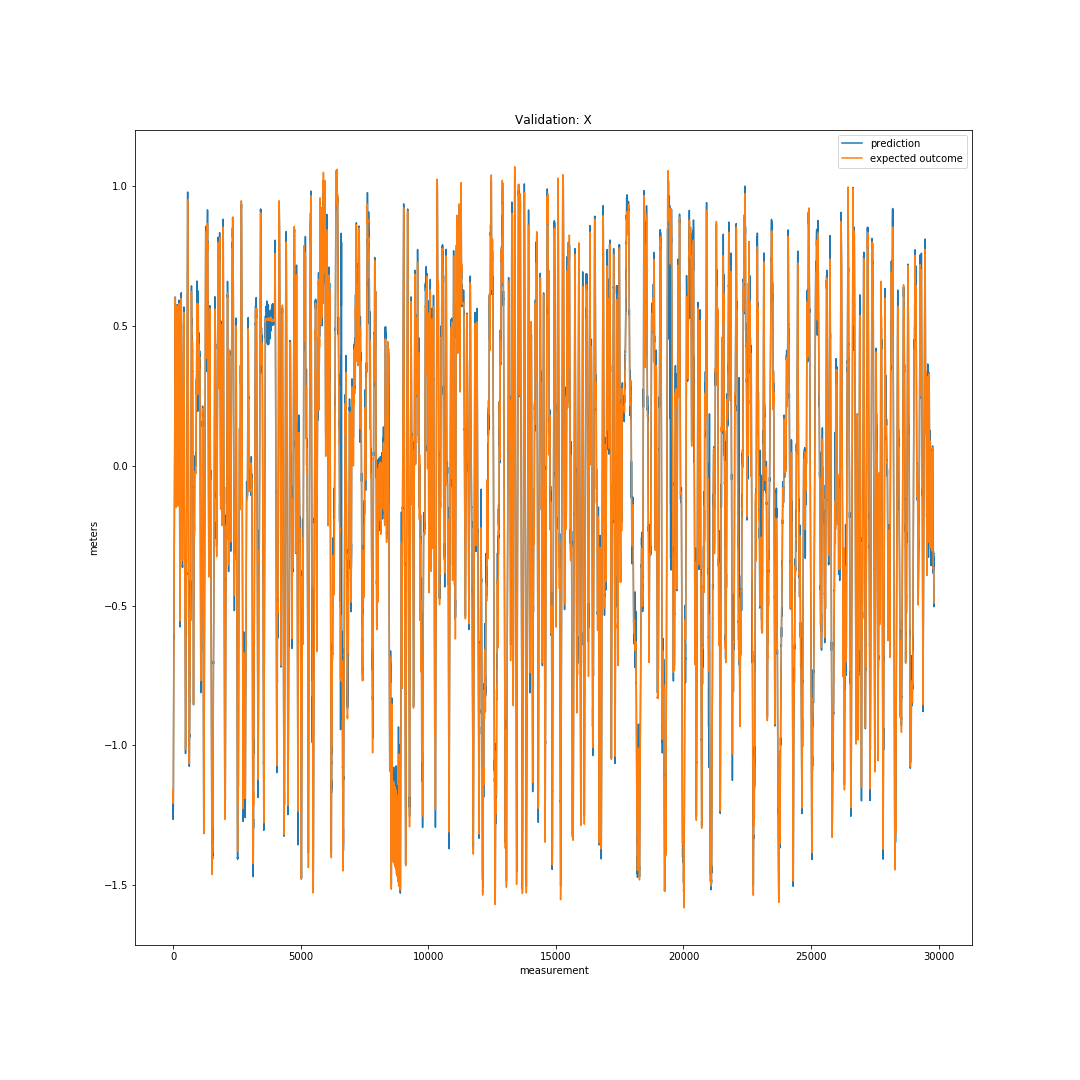 Validation: X
prediction
expected outcome
1.0
0.5
0.0
−0.5
−1.0
−1.5
meters
0 5000 10000 15000 20000 25000 30000
measurement